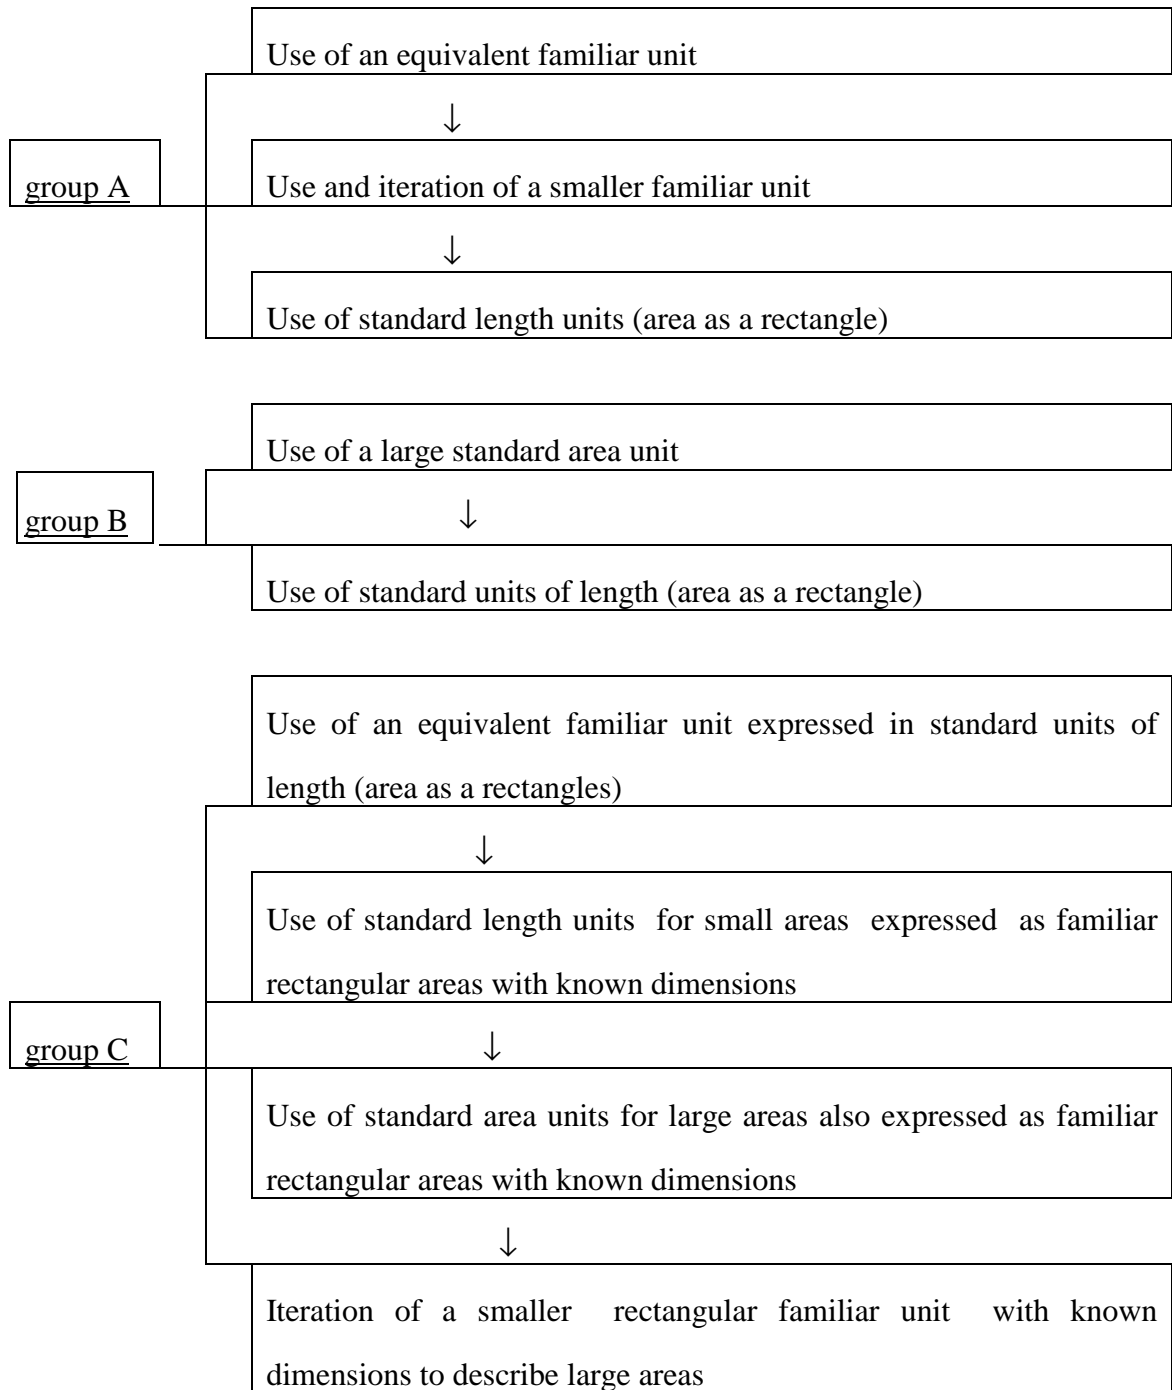 Use of an equivalent familiar unit
↓
group A
Use and iteration of a smaller familiar unit
↓
Use of standard length units (area as a rectangle)
Use of a large standard area unit
group B
↓
Use of standard units of length (area as a rectangle)
Use of an equivalent familiar unit expressed in standard units of
length (area as a rectangles)
↓
Use of standard length units for small areas expressed as familiar
rectangular areas with known dimensions
group C
↓
Use of standard area units for large areas also expressed as familiar
rectangular areas with known dimensions
↓
Iteration of a smaller rectangular familiar unit with known
dimensions to describe large areas